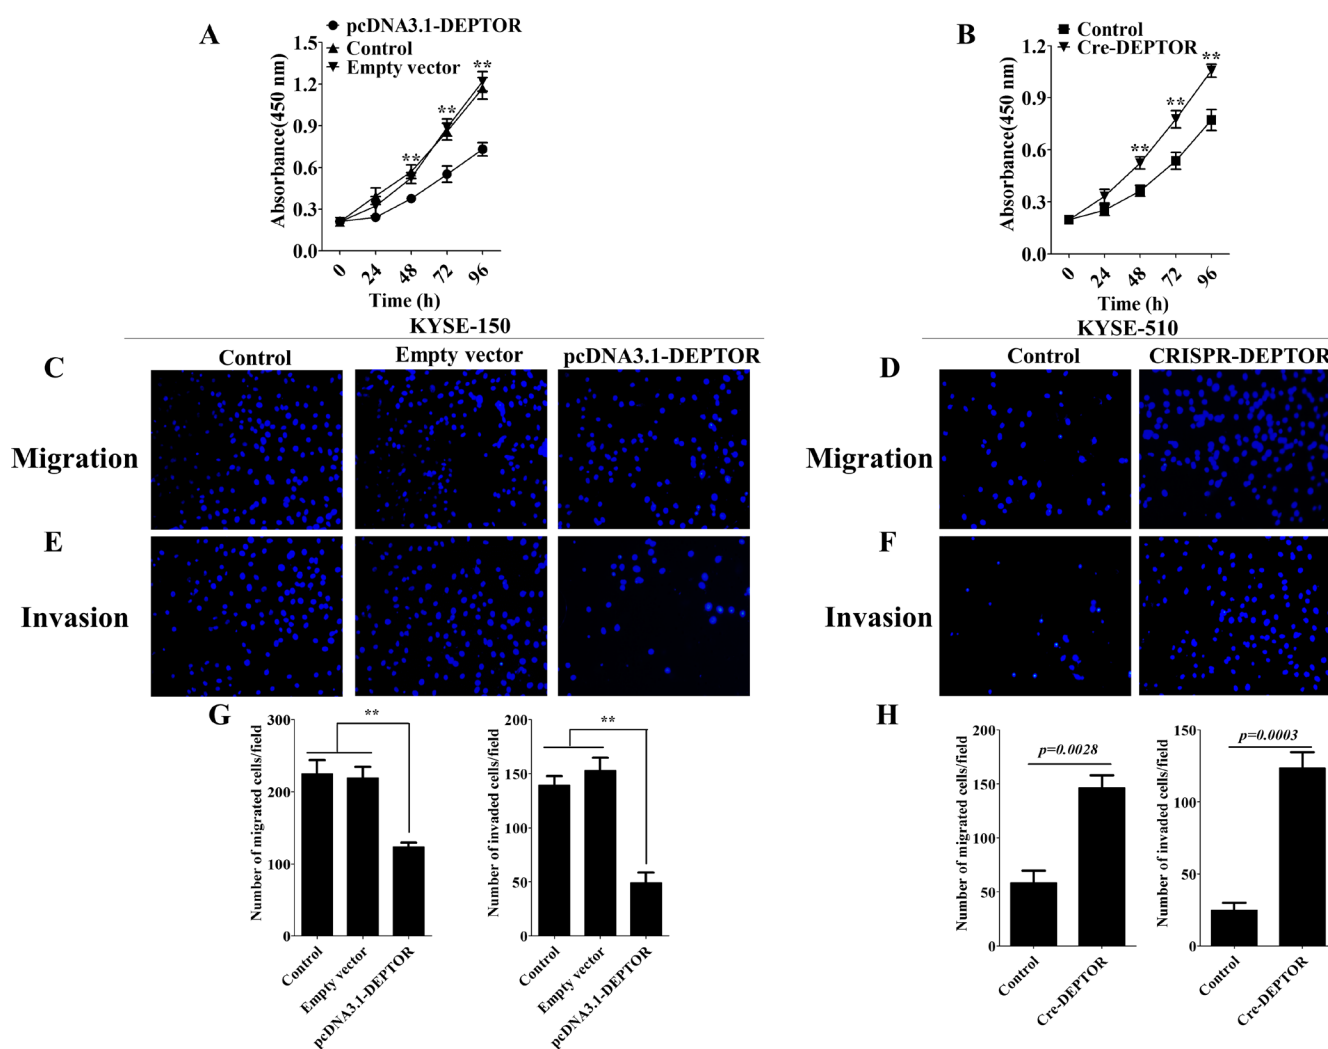 A
pcDNA3.1-DEPTOR
Control
Empty vector
Absorbance(450 nm)
1.5
1.2
0.9
0.6
0.3
0.0
**
**
**
0
24
48
72
96
Time (h)
B
Control
Cre-DEPTOR
Absorbance(450 nm)
1.2
0.9
0.6
0.3
0.0
**
**
**
0
24
48
72
96
Time (h)
KYSE-150
KYSE-510
C
Control
Empty vector
pcDNA3.1-DEPTOR
D
Control
CRISPR-DEPTOR
Migration
Migration
E
F
Invasion
Invasion
G
Number of migrated cells/field
300
200
100
0
**
Control
Empty vector
pcDNA3.1-DEPTOR
Number of invaded cells/field
200
150
100
50
0
**
Control
Empty vector
pcDNA3.1-DEPTOR
H
Number of migrated cells/field
200
150
100
50
0
p=0.0028
Control
Cre-DEPTOR
Number of invaded cells/field
150
100
50
0
p=0.0003
Control
Cre-DEPTOR